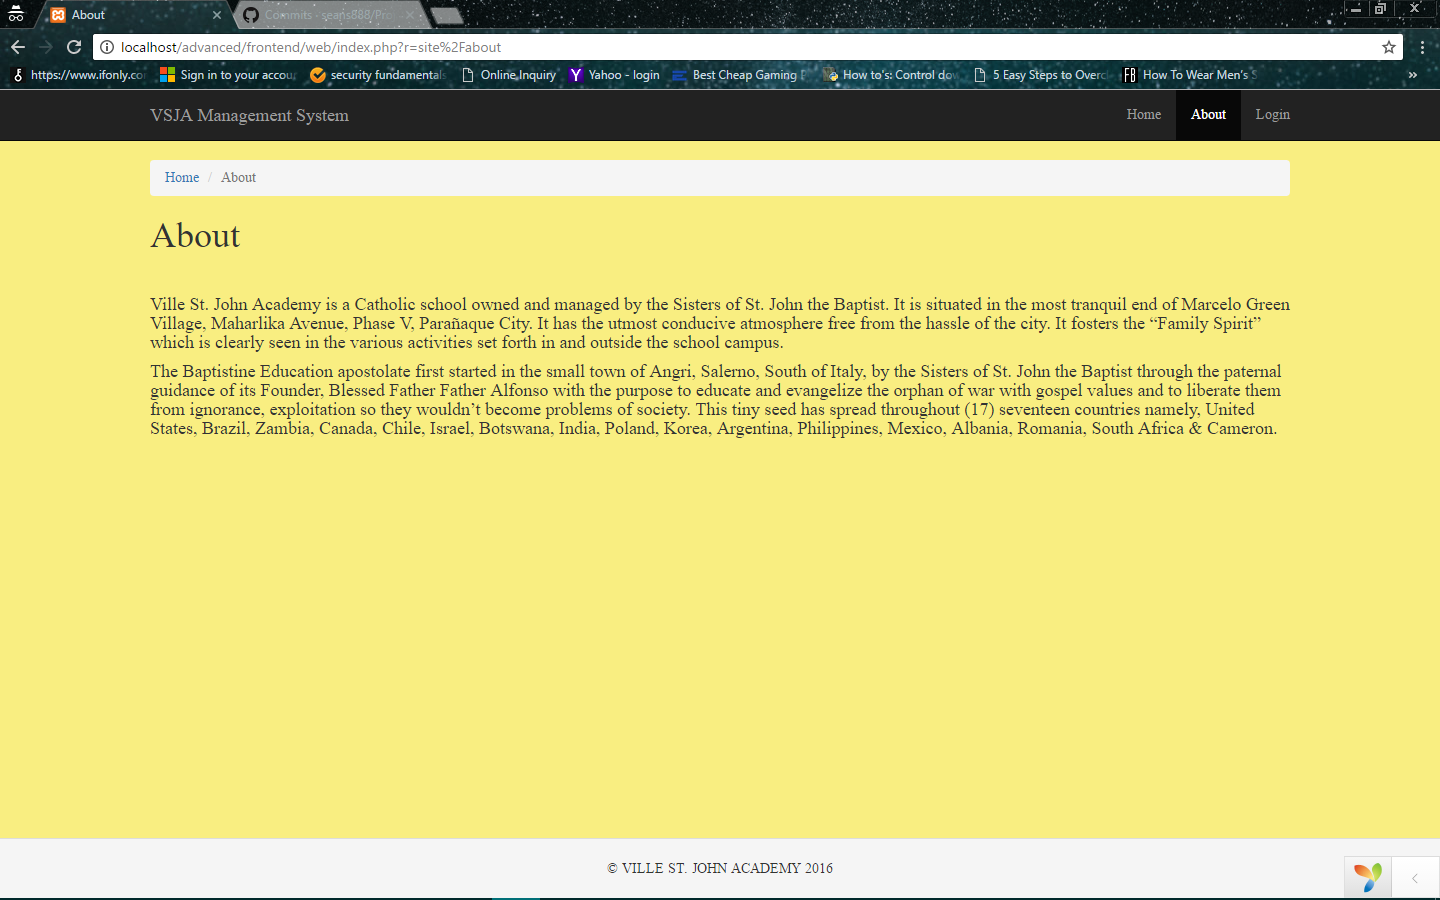 About
Commits · seans888/Pro
localhost/advanced/frontend/web/index.php?r=site%2Fabout
https://www.ifonly.co
Sign in to your accou
security fundamental
Online Inquiry
Yahoo - login
Best Cheap Gaming
How to's: Control do
5 Easy Steps to Overc
How To Wear Men's
»
VSJA Management System
Home
About
Login
Home / About
About
Ville St. John Academy is a Catholic school owned and managed by the Sisters of St. John the Baptist. It is situated in the most tranquil end of Marcelo Green
Village, Maharlika Avenue, Phase V, Parañaque City. It has the utmost conducive atmosphere free from the hassle of the city. It fosters the “Family Spirit”
which is clearly seen in the various activities set forth in and outside the school campus.
The Baptistine Education apostolate first started in the small town of Angri, Salerno, South of Italy, by the Sisters of St. John the Baptist through the paternal
guidance of its Founder, Blessed Father Father Alfonso with the purpose to educate and evangelize the orphan of war with gospel values and to liberate them
from ignorance, exploitation so they wouldn’t become problems of society. This tiny seed has spread throughout (17) seventeen countries namely, United
States, Brazil, Zambia, Canada, Chile, Israel, Botswana, India, Poland, Korea, Argentina, Philippines, Mexico, Albania, Romania, South Africa & Cameron.
© VILLE ST. JOHN ACADEMY 2016